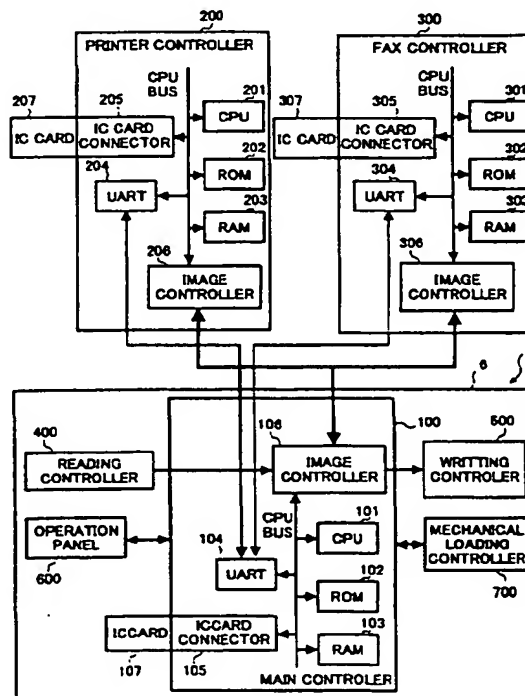 200
PRINTER CONTROLLER
CPU BUS
207
205
201
IC CARD
IC CARD CONNECTOR
CPU
204
202
UART
ROM
203
RAM
206
IMAGE CONTROLLER
300
FAX CONTROLLER
CPU BUS
307
305
301
IC CARD
IC CARD CONNECTOR
CPU
304
302
UART
ROM
303
RAM
306
IMAGE CONTROLLER
6
400
106
100
READING CONTROLLER
IMAGE CONTROLLER
WRITTING CONTROLLER
OPERATION PANEL
600
CPU BUS
101
104
CPU
UART
102
ROM
MECHANICAL LOADING CONTROLLER
700
ICCARD
ICCARD CONNECTOR
103
RAM
107
105
MAIN CONTROLER